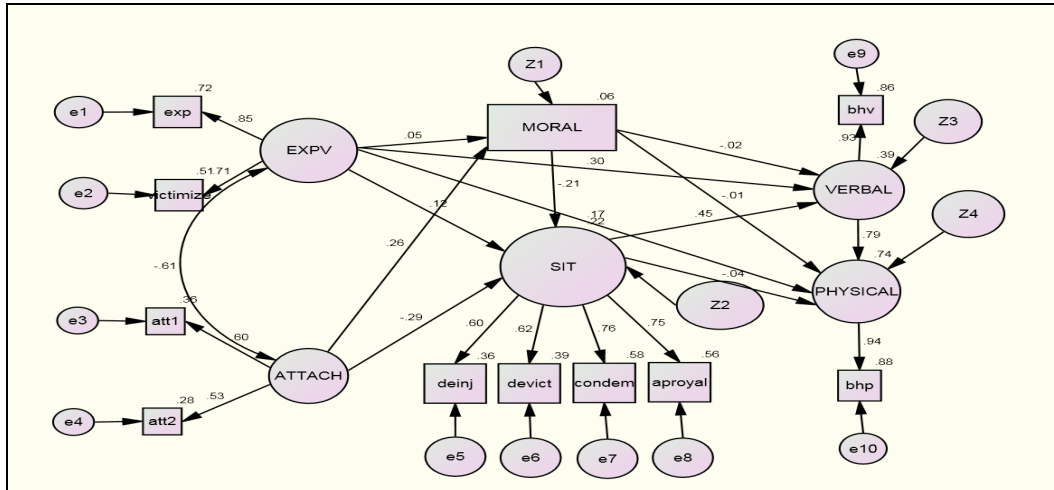 e9
Z1
.86
.72
.06
bhv
e1
exp
Z3
MORAL
.85
.05
.93
EXPV
-.02
.39
.30
.51
.71
e2
victimize
-.21
VERBAL
.12
-.01
.17
.22
.45
Z4
.79
.26
.74
-.61
SIT
-.04
PHYSICAL
.36
Z2
e3
att1
-.29
.60
.60
.62
.76
.75
.94
ATTACH
.36
.39
.58
.56
.88
deinj
devict
condem
aproyal
bhp
.28
.53
e4
att2
e5
e6
e7
e8
e10